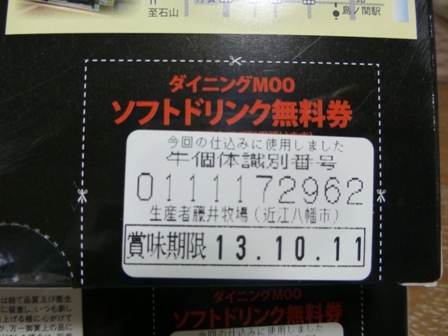 至石山
島ノ関駅
ダイニングMOO
ソフトドリンク無料券
今回の仕込みに使用しました
牛個体識別番号
0111172962
生産者藤井牧場(近江八幡市)
賞味期限 13.10.11
ダイニングMOO
ソフトドリンク無料券
今回の仕込みに使用しました